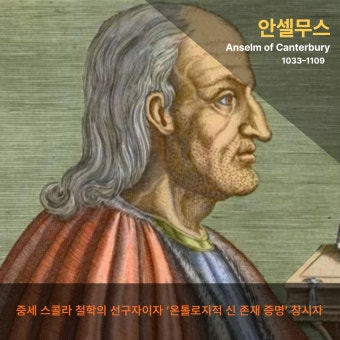 안셀무스
Anselm of Canterbury
1033–1109
중세 스콜라 철학의 선구자이자 ‘온톨로지적 신 존재 증명’ 창시자